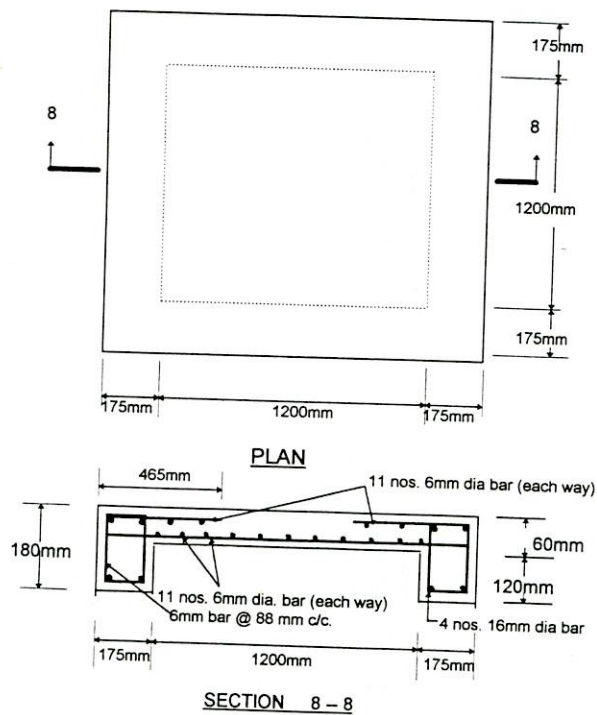 175mm
8
8
1200mm
175mm
175mm
1200mm
175mm
PLAN
465mm
11 nos. 6mm dia bar (each way)
180mm
60mm
120mm
11 nos. 6mm dia. bar (each way)
6mm bar @ 88 mm c/c.
4 nos. 16mm dia bar
175mm
1200mm
175mm
SECTION 8 – 8